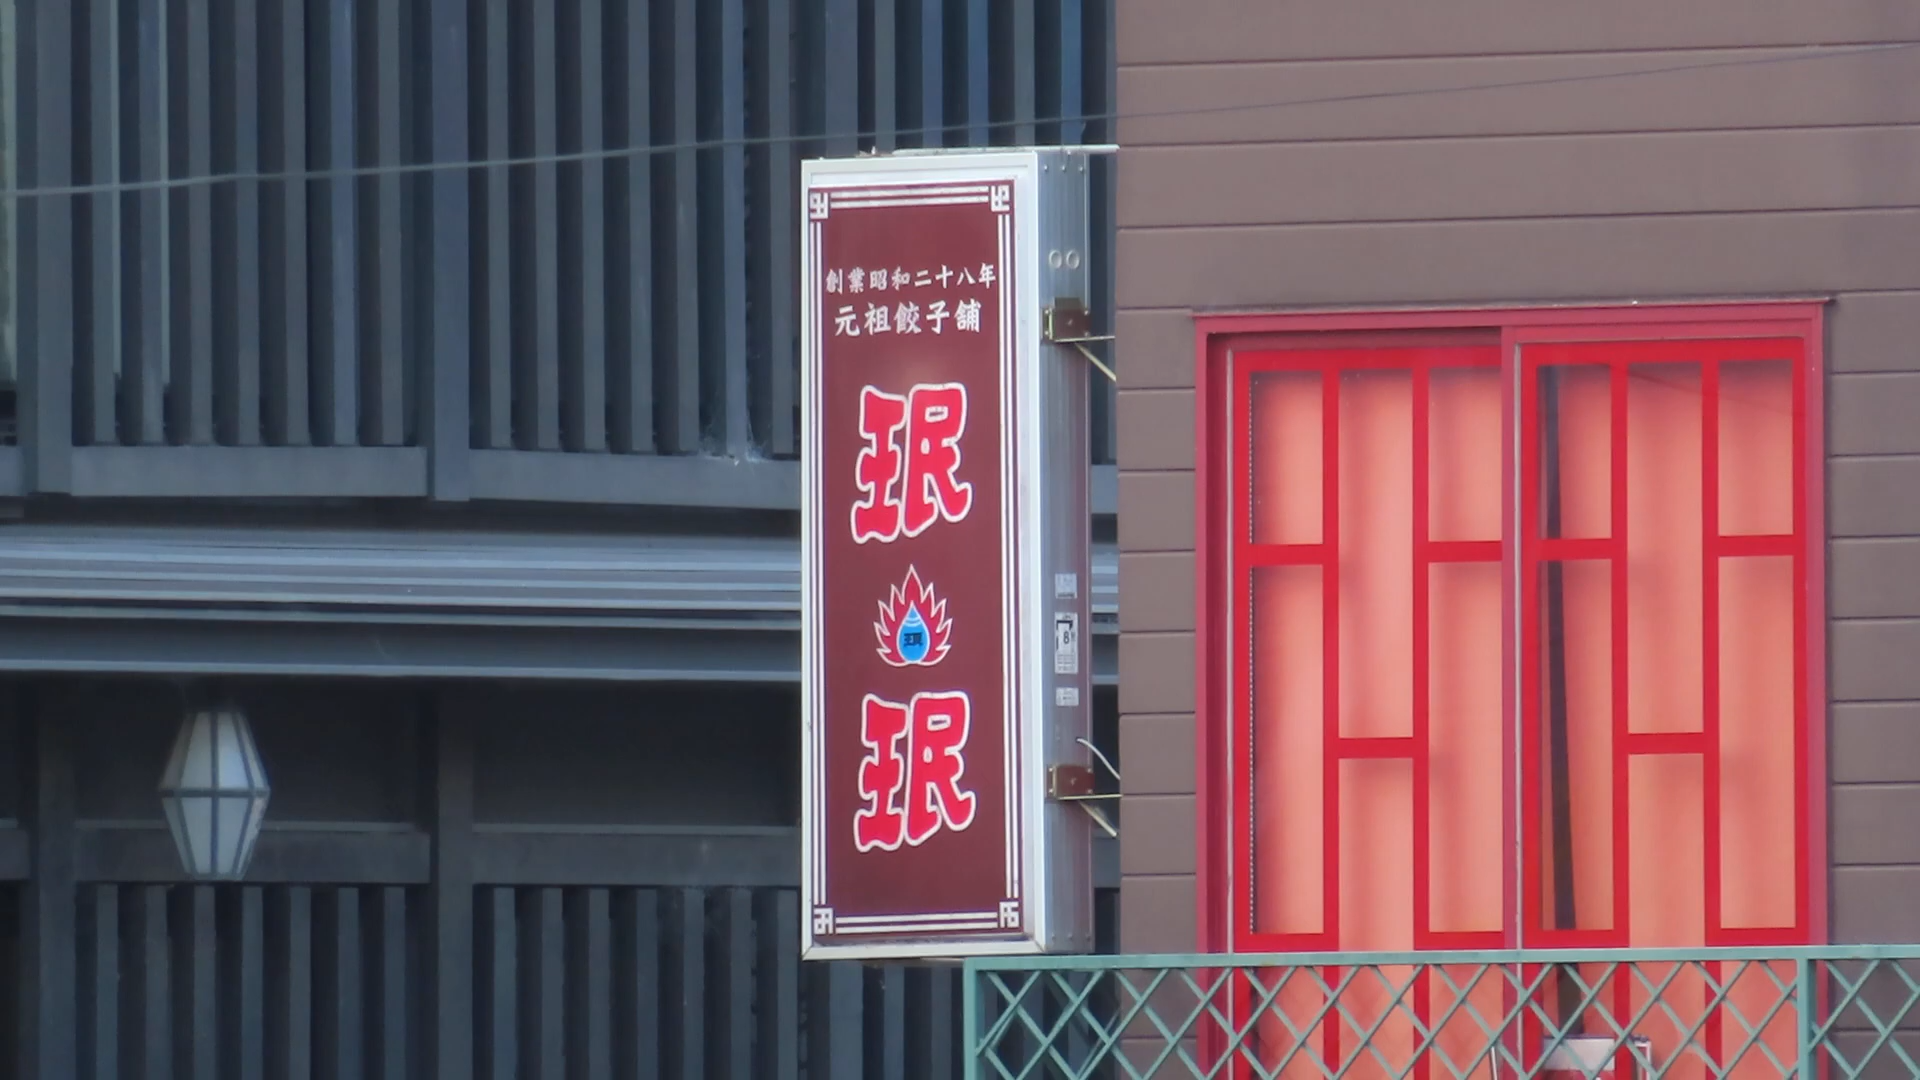 創業昭和二十八年
元祖餃子舗
珉
珉